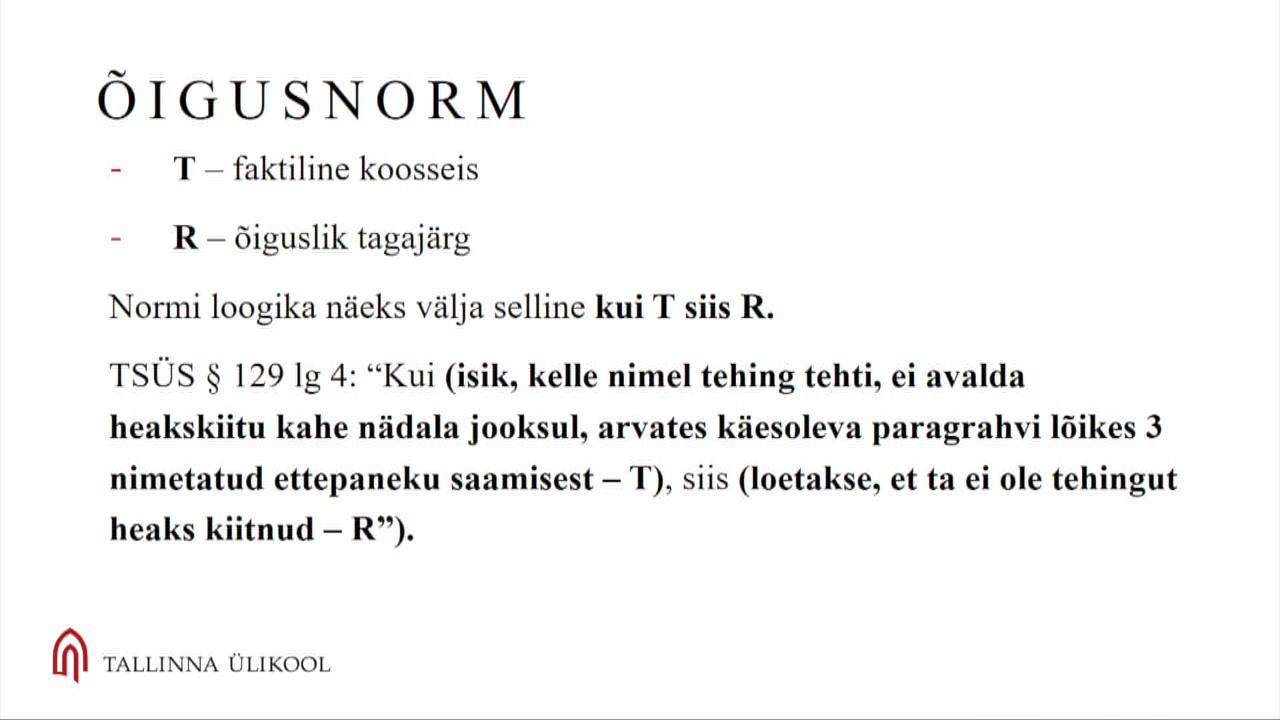 ÕIGUSNORM
- T – faktiline koosseis
- R – õiguslik tagajärg
Normi loogika näeks välja selline kui T siis R.
TSÜS § 129 lg 4: “Kui (isik, kelle nimel tehing tehti, ei avalda
heakskiitu kahe nädala jooksul, arvates käesoleva paragrahvi lõikes 3
nimetatud ettepaneku saamisest – T), siis (loetakse, et ta ei ole tehingut
heaks kiitnud – R”).
TALLINNA ÜLIKOOL